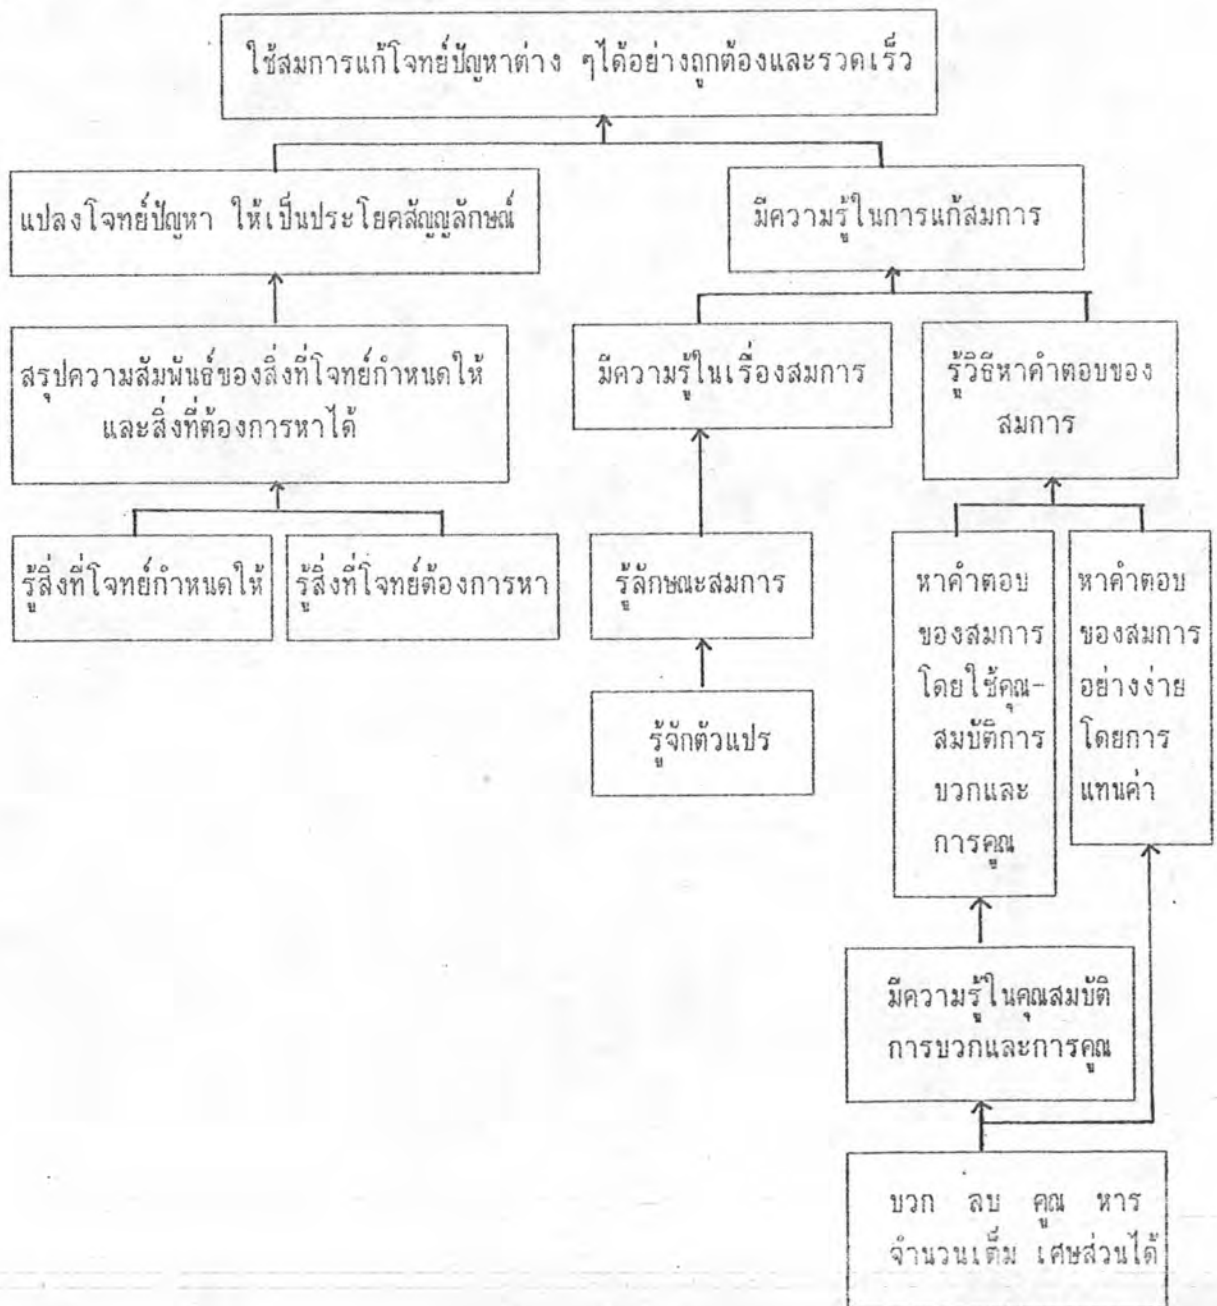 ใช้สมการแก้โจทย์ปัญหาต่าง ๆได้อย่างถูกต้องและรวดเร็ว
แปลงโจทย์ปัญหา ให้เป็นประโยคสัญญลักษณ์
มีความรู้ในการแก้สมการ
สรุปความสัมพันธ์ของสิ่งที่โจทย์กำหนดให้
และสิ่งที่ต้องการหาได้
มีความรู้ในเรื่องสมการ
รู้วิธีหาคำตอบของ
สมการ
รู้สิ่งที่โจทย์กำหนดให้
รู้สิ่งที่โจทย์ต้องการหา
รู้ลักษณะสมการ
รู้จักตัวแปร
หาคำตอบ
ของสมการ
โดยใช้คุณ-
สมบัติการ
บวกและ
การคูณ
หาคำตอบ
ของสมการ
อย่างง่าย
โดยการ
แทนค่า
มีความรู้ในคุณสมบัติ
การบวกและการคูณ
บวก ลบ คูณ หาร
จำนวนเต็ม เศษส่วนได้